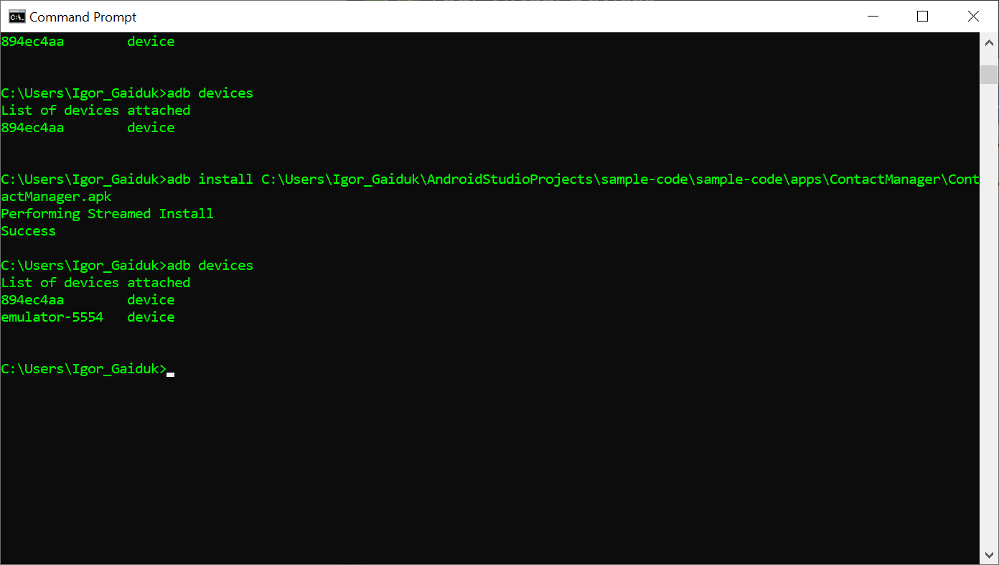 Command Prompt
894ec4aa        device
C:\Users\Igor_Gaiduk>adb devices
List of devices attached
894ec4aa        device
C:\Users\Igor_Gaiduk>adb install C:\Users\Igor_Gaiduk\AndroidStudioProjects\sample-code\sample-code\apps\ContactManager\Cont
actManager.apk
Performing Streamed Install
Success
C:\Users\Igor_Gaiduk>adb devices
List of devices attached
894ec4aa        device
emulator-5554   device
C:\Users\Igor_Gaiduk>